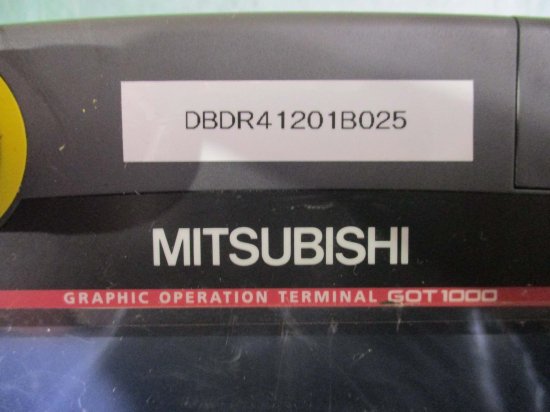 DBDR41201B025
MITSUBISHI
GRAPHIC OPERATION TERMINAL GOT1000